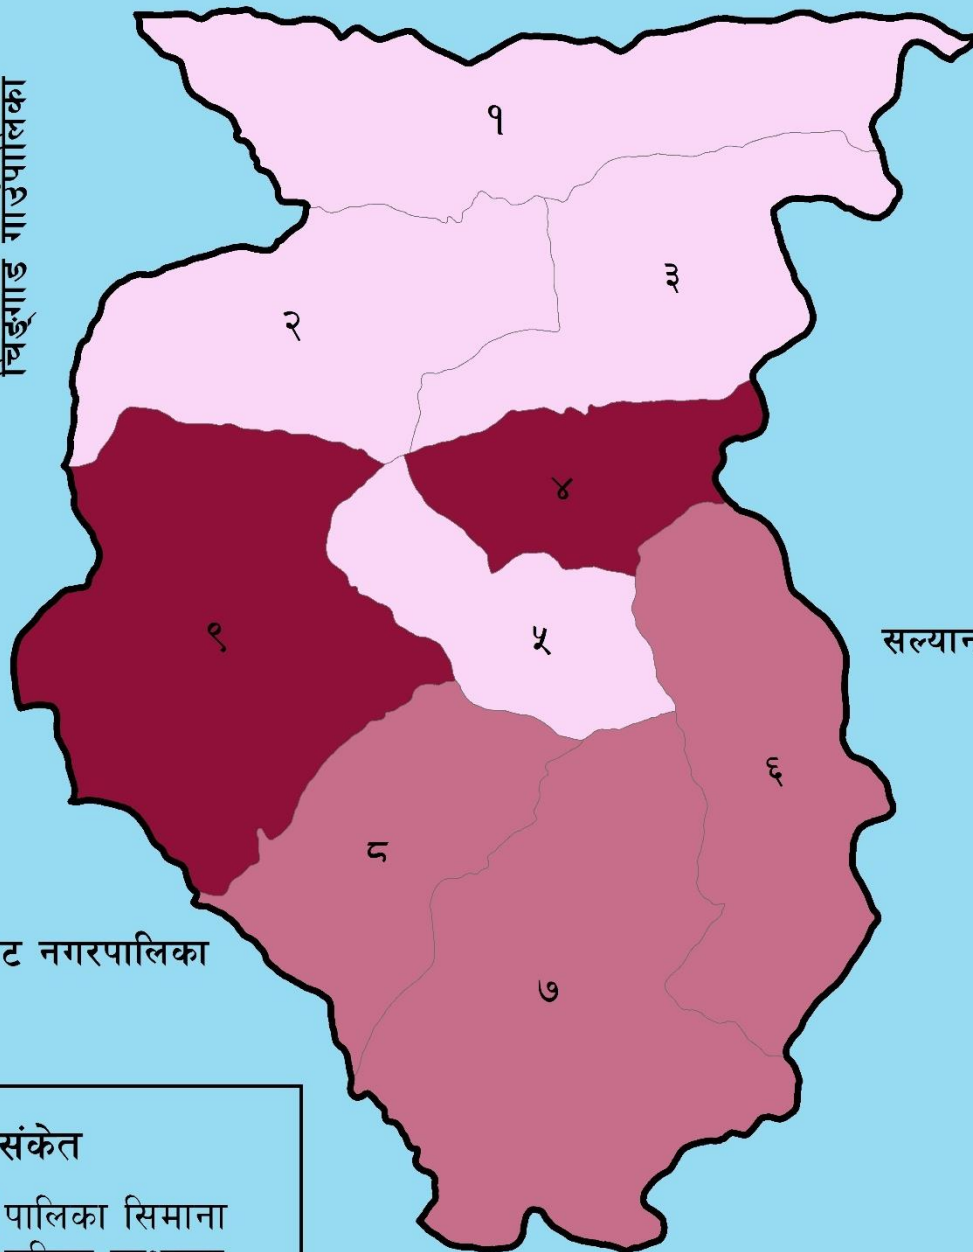 चिङ्गाड गाउँपालिका
१
२
३
४
५
९
सल्यान
६
८
७
नगरपालिका
संकेत
पालिका सिमाना